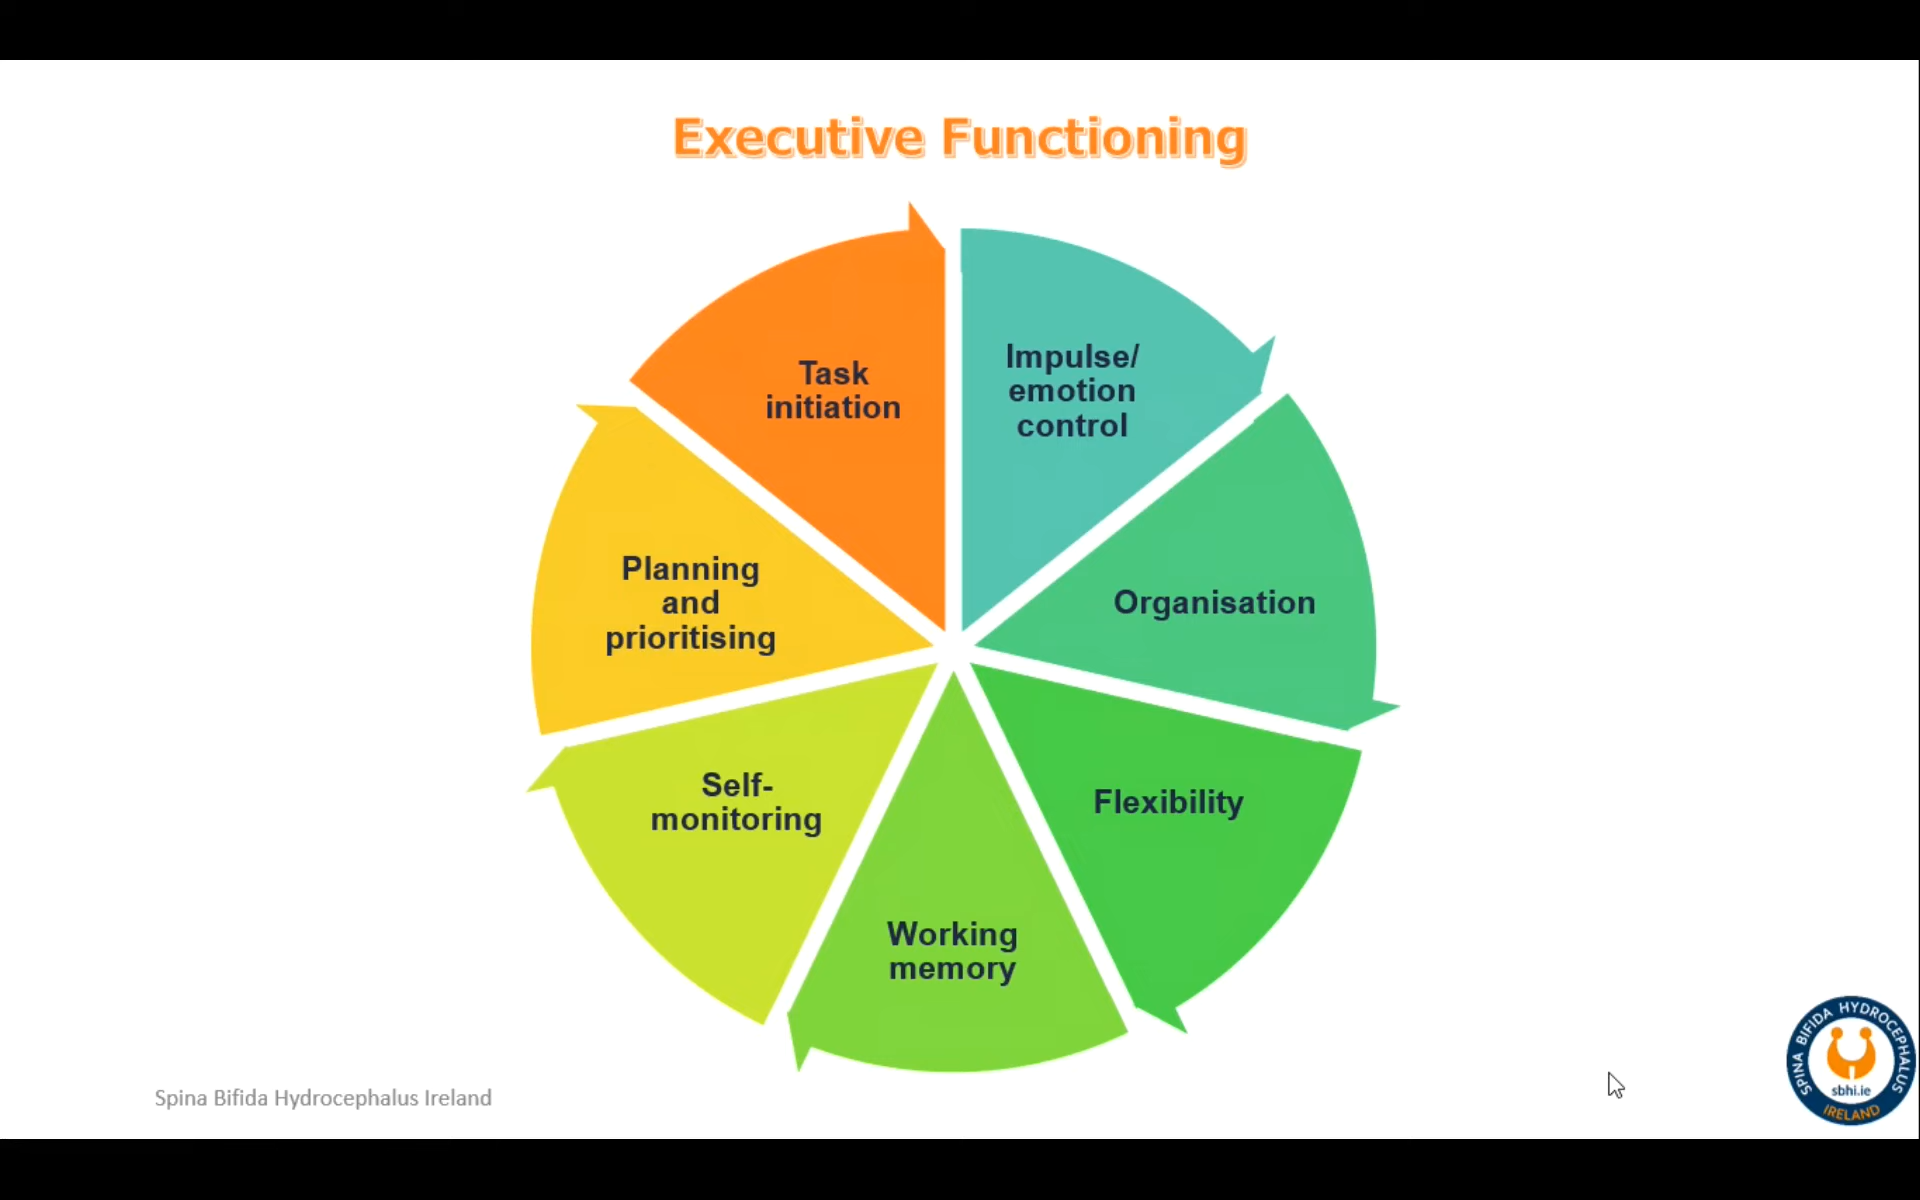 Executive Functioning
Task
initiation
Impulse/
emotion
control
Planning
and
prioritising
Organisation
Self-
monitoring
Flexibility
Working
memory
Spina Bifida Hydrocephalus Ireland
SPINA BIFIDA HYDROCEPHALUS
sbhi.ie
IRELAND